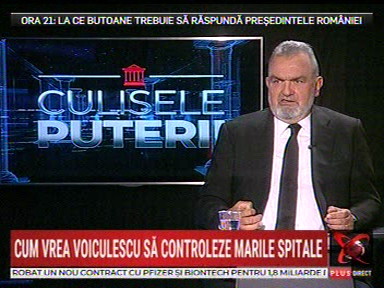 ORA 21: LA CE BUTOANE TREBUIE SĂ RĂSPUNDĂ PREȘEDINTELE ROMÂNIEI
CULISELE
PUTERII
CUM VREA VOICULESCU SĂ CONTROLEZE MARILE SPITALE
ROBAT UN NOU CONTRACT CU PFIZER ȘI BIONTECH PENTRU 1,8 MILIARDE
PLUS DIRECT